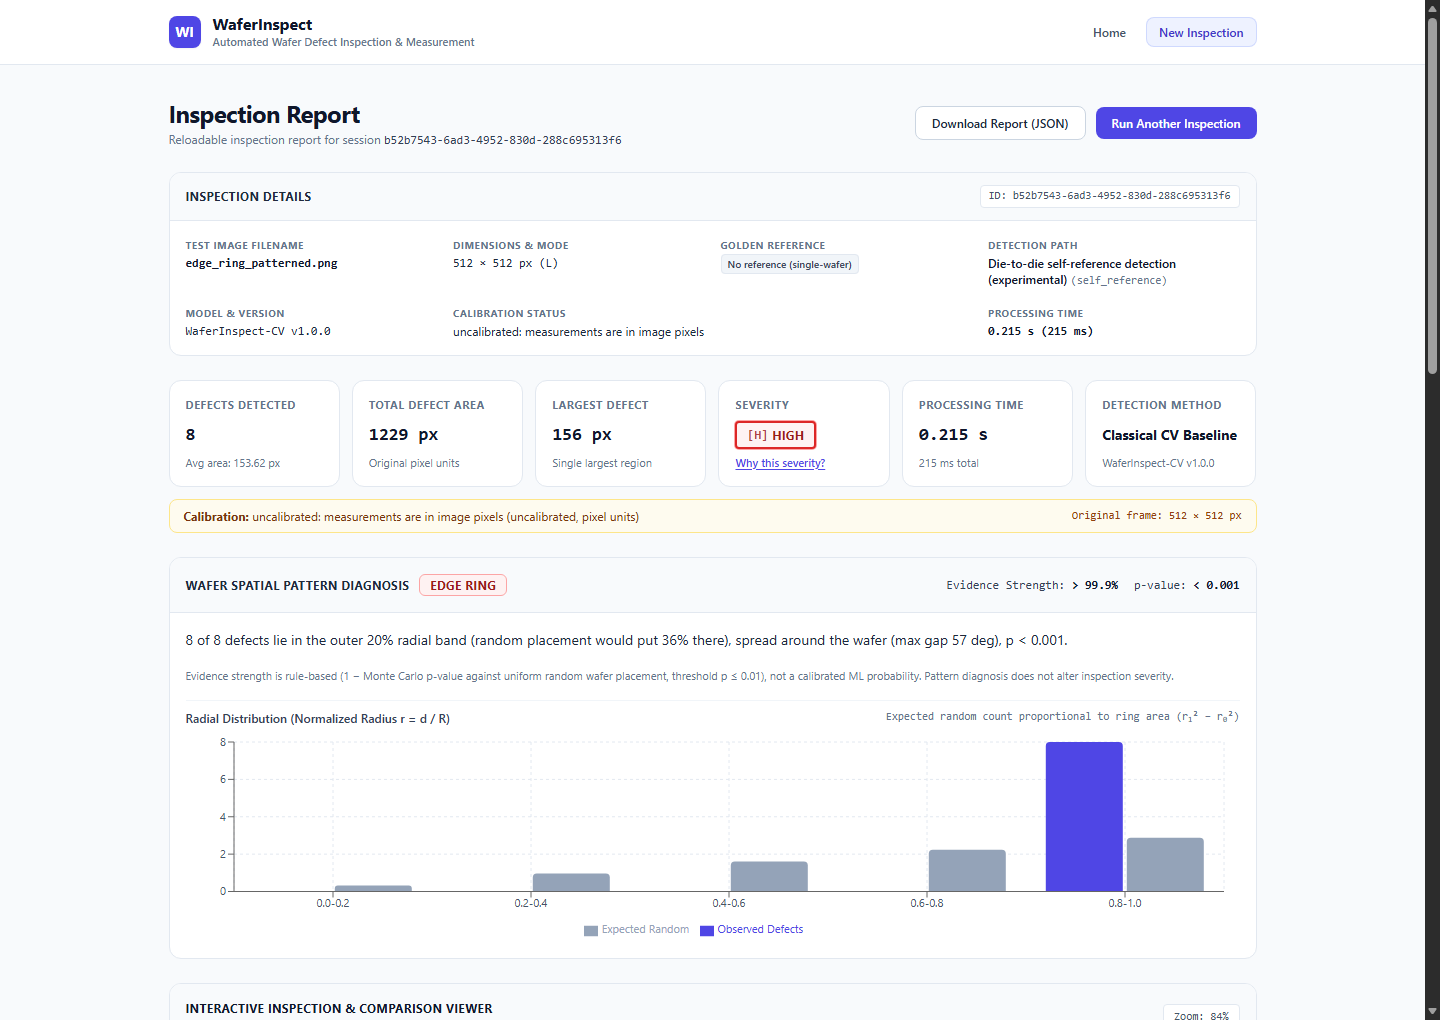 WI
WaferInspect
Automated Wafer Defect Inspection & Measurement
Home
New Inspection
Inspection Report
Reloadable inspection report for session b52b7543-6ad3-4952-830d-288c695313f6
Download Report (JSON)
Run Another Inspection
INSPECTION DETAILS
ID: b52b7543-6ad3-4952-830d-288c695313f6
TEST IMAGE FILENAME
edge_ring_patterned.png
DIMENSIONS & MODE
512 × 512 px (L)
GOLDEN REFERENCE
No reference (single-wafer)
DETECTION PATH
Die-to-die self-reference detection
(experimental) (self_reference)
MODEL & VERSION
WaferInspect-CV v1.0.0
CALIBRATION STATUS
uncalibrated: measurements are in image pixels
PROCESSING TIME
0.215 s (215 ms)
DEFECTS DETECTED
8
Avg area: 153.62 px
TOTAL DEFECT AREA
1229 px
Original pixel units
LARGEST DEFECT
156 px
Single largest region
SEVERITY
[H] HIGH
Why this severity?
PROCESSING TIME
0.215 s
215 ms total
DETECTION METHOD
Classical CV Baseline
WaferInspect-CV v1.0.0
Calibration: uncalibrated: measurements are in image pixels (uncalibrated, pixel units)
Original frame: 512 × 512 px
WAFER SPATIAL PATTERN DIAGNOSIS
EDGE RING
Evidence Strength: > 99.9% p-value: < 0.001
8 of 8 defects lie in the outer 20% radial band (random placement would put 36% there), spread around the wafer (max gap 57 deg), p < 0.001.
Evidence strength is rule-based (1 − Monte Carlo p-value against uniform random wafer placement, threshold p ≤ 0.01), not a calibrated ML probability. Pattern diagnosis does not alter inspection severity.
Radial Distribution (Normalized Radius r = d / R)
Expected random count proportional to ring area (r₁² − r₀²)
8
6
4
2
0
0.0-0.2
0.2-0.4
0.4-0.6
0.6-0.8
0.8-1.0
Expected Random
Observed Defects
INTERACTIVE INSPECTION & COMPARISON VIEWER
Zoom: 84%